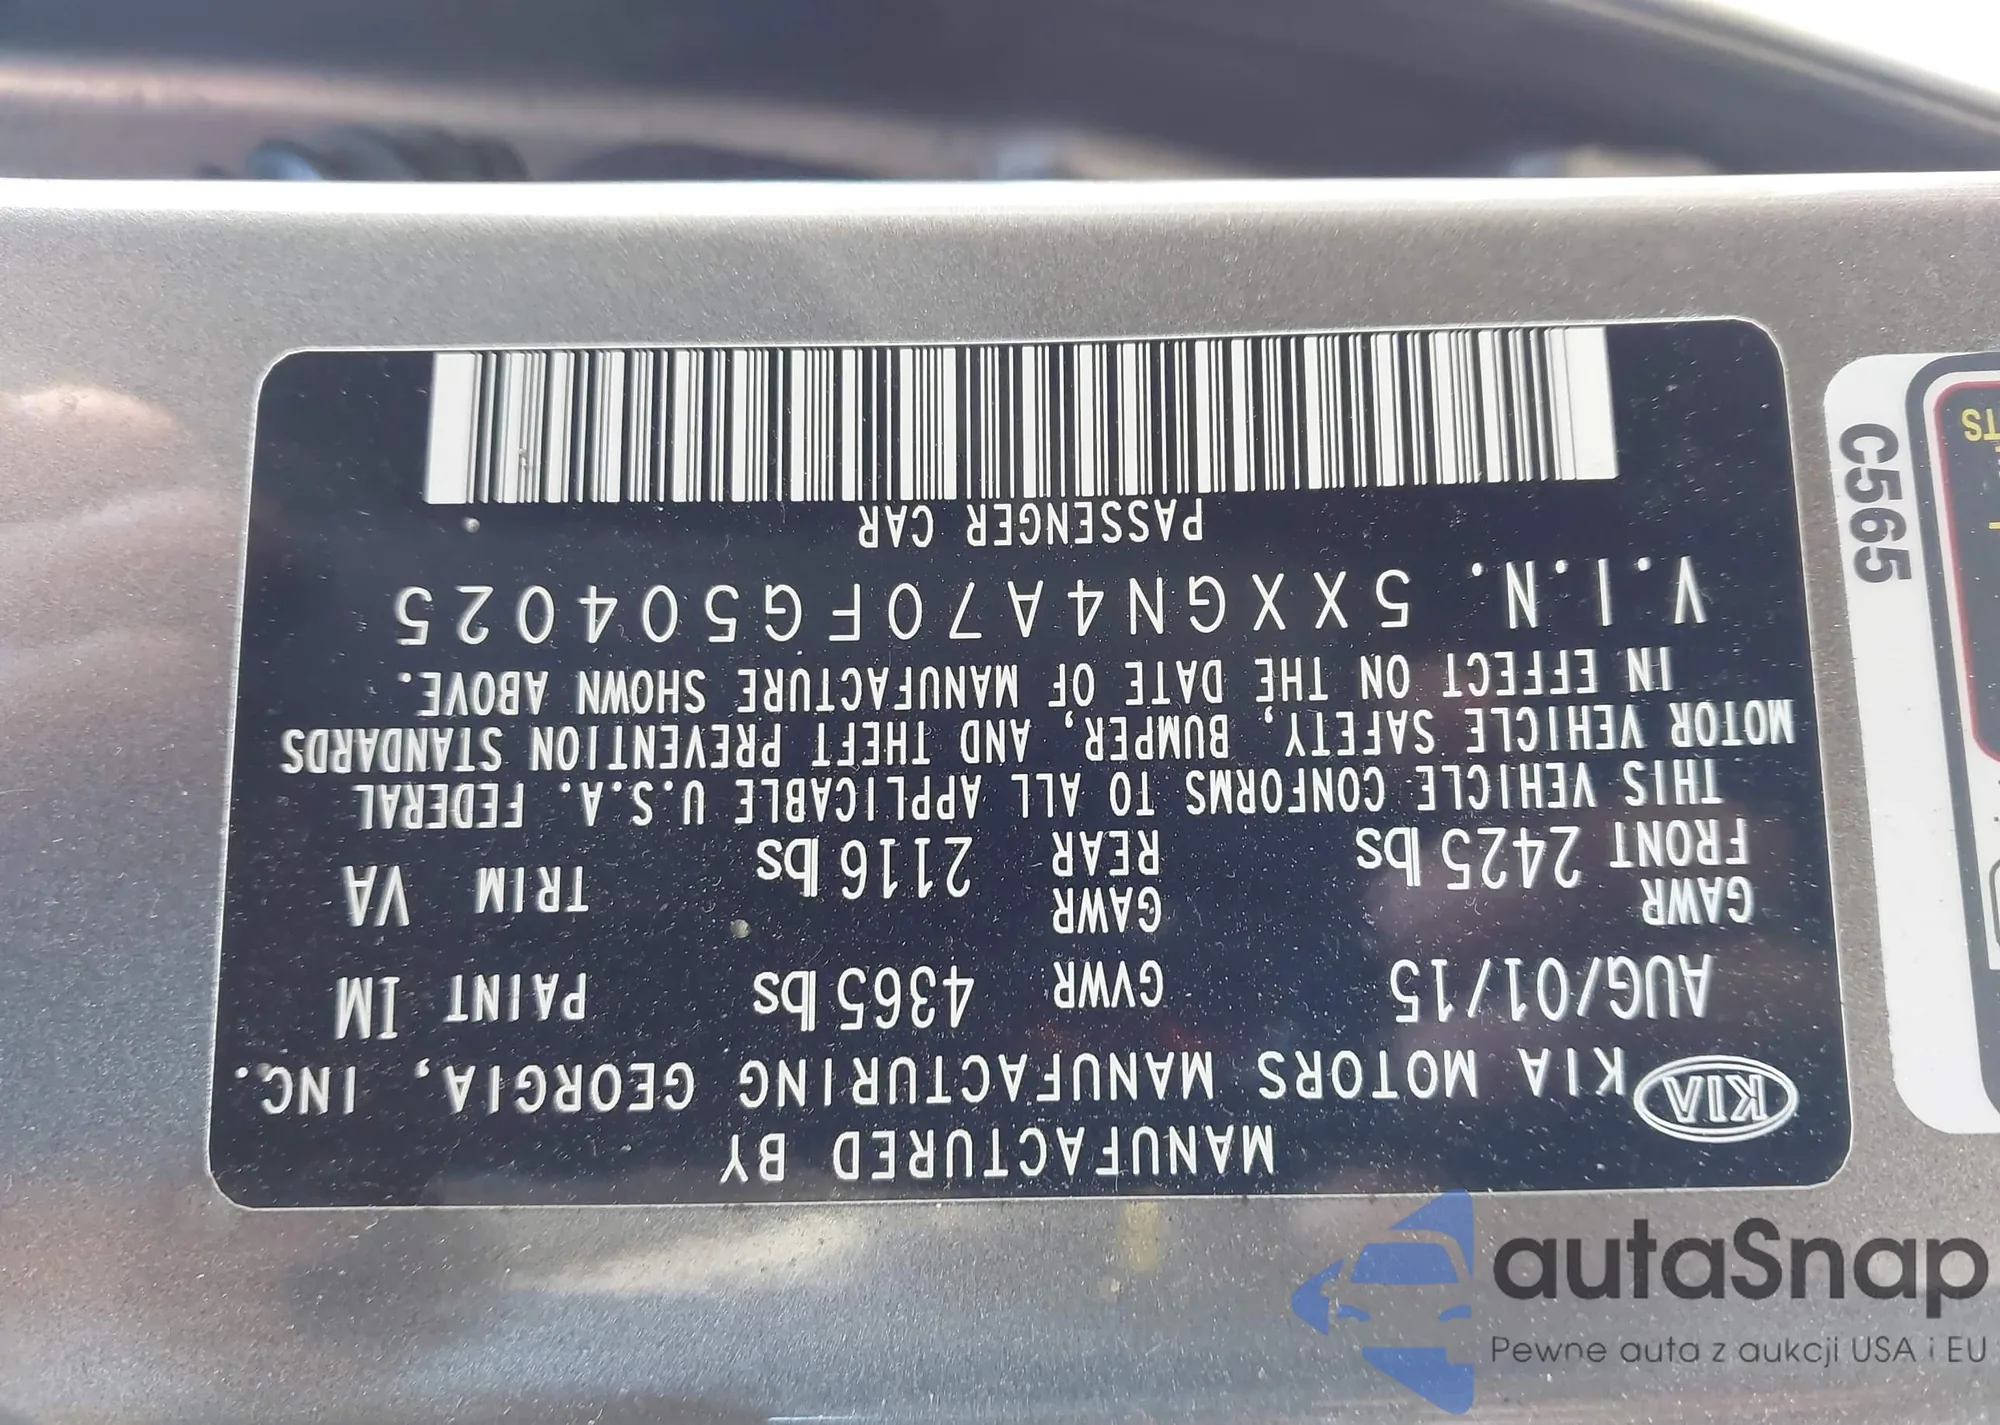 MANUFACTURED BY
KIA KIA MOTORS MANUFACTURING GEORGIA, INC.
AUG/01/15 GVWR 4365 lbs PAINT IM
GAWR FRONT 2425 lbs GAWR REAR 2116 lbs TRIM VA
THIS VEHICLE CONFORMS TO ALL APPLICABLE U.S.A. FEDERAL
MOTOR VEHICLE SAFETY, BUMPER, AND THEFT PREVENTION STANDARDS
IN EFFECT ON THE DATE OF MANUFACTURE SHOWN ABOVE.
V.I.N. 5XXGN4A70FG504025
PASSENGER CAR
C565
autaSnap
Pewne auta z aukcji USA i EU